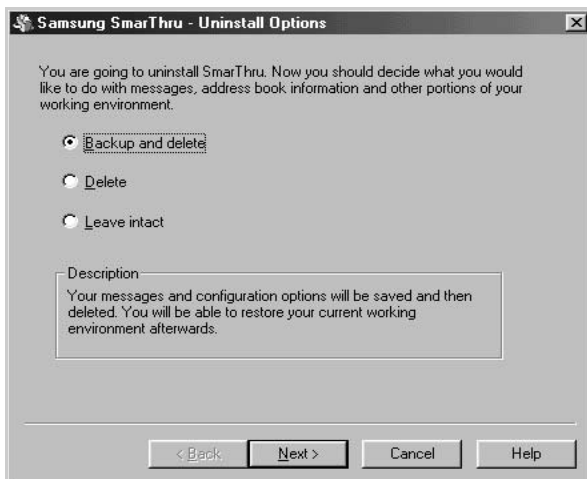 Samsung SmarThru - Uninstall Options
You are going to uninstall SmarThru. Now you should decide what you would
like to do with messages, address book information and other portions of your
working environment.
Backup and delete
Delete
Leave intact
Description
Your messages and configuration options will be saved and then
deleted. You will be able to restore your current working
environment afterwards.
< Back
Next >
Cancel
Help